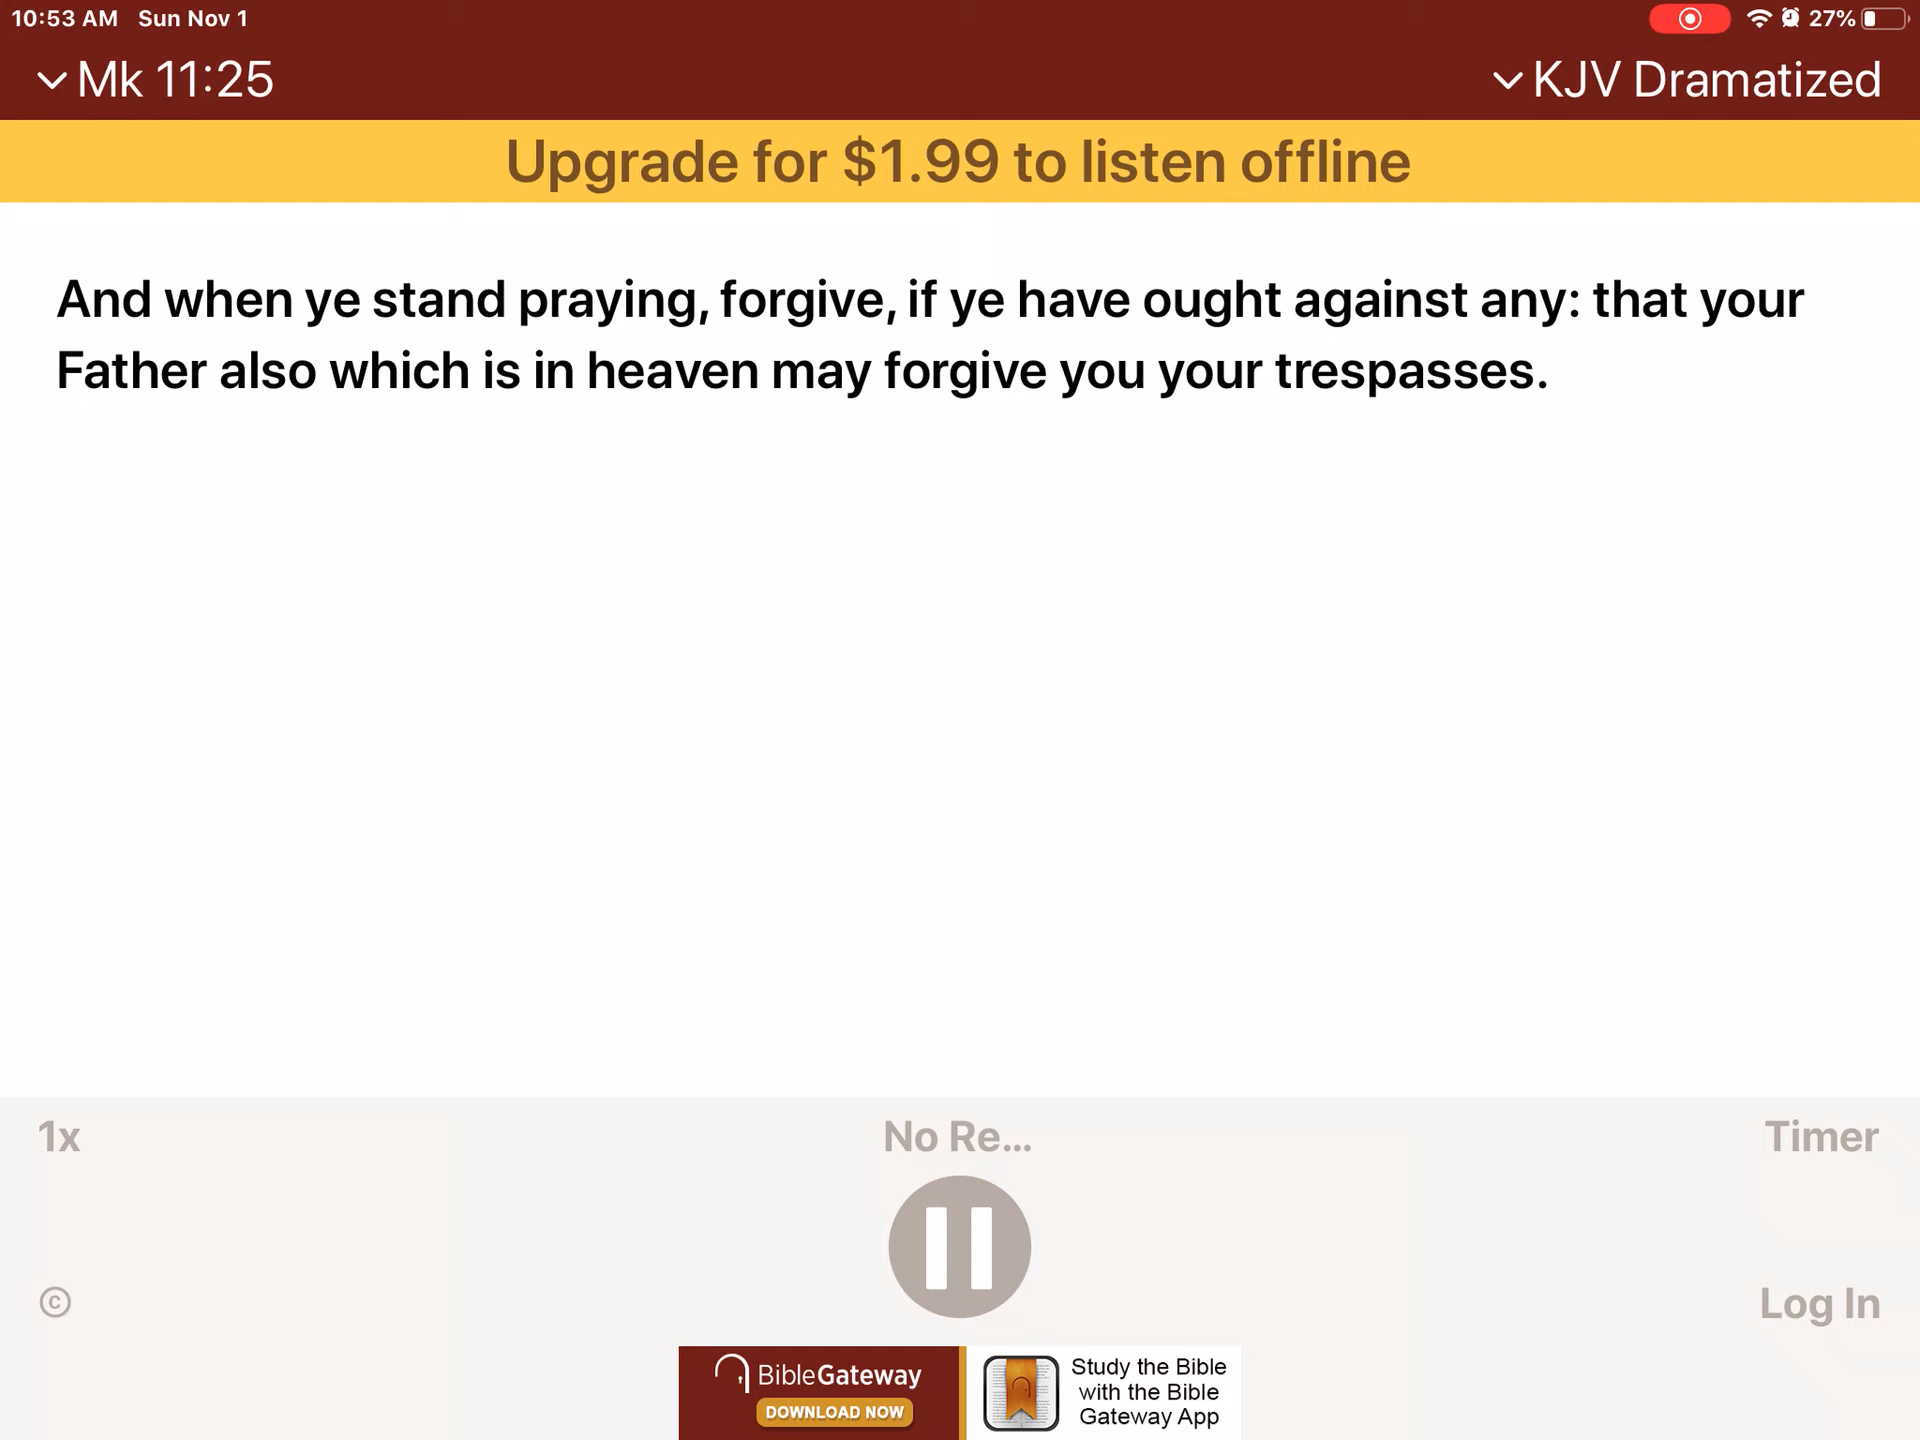 10:53 AM Sun Nov 1
27%
Mk 11:25
KJV Dramatized
Upgrade for $1.99 to listen offline
And when ye stand praying, forgive, if ye have ought against any: that your
Father also which is in heaven may forgive you your trespasses.
1x
No Re...
Timer
©
Log In
BibleGateway
DOWNLOAD NOW
Study the Bible
with the Bible
Gateway App